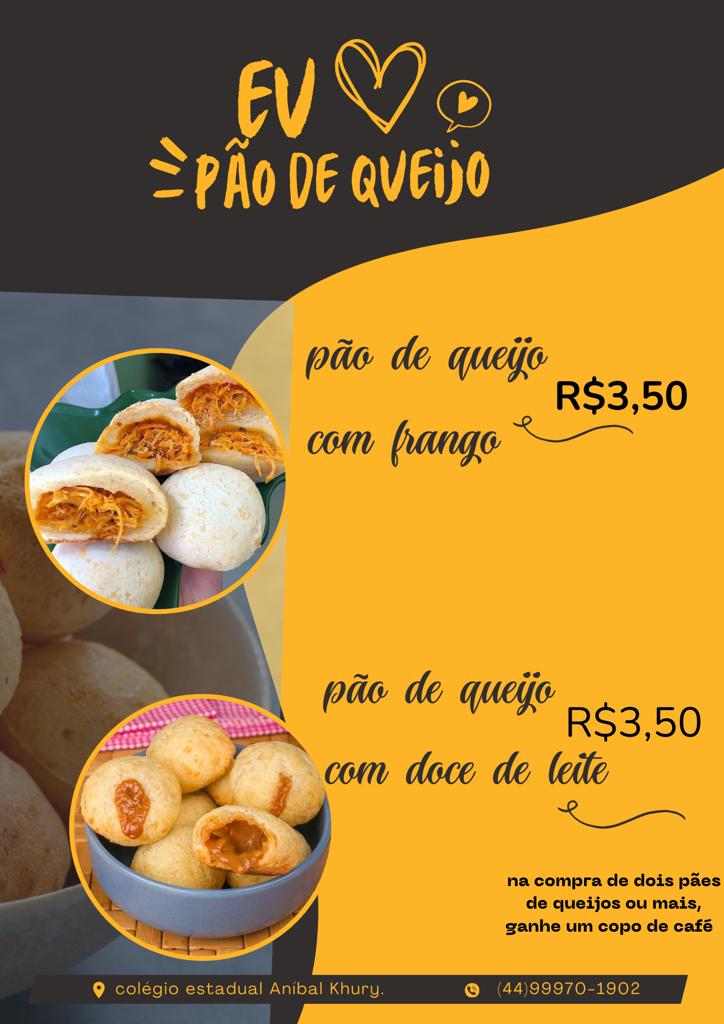 EU
PÃO DE QUEIJO
pão de queijo
R$3,50
com frango
pão de queijo
R$3,50
com doce de leite
na compra de dois pães
de queijos ou mais,
ganhe um copo de café
colégio estadual Aníbal Khury.
(44)99970-1902